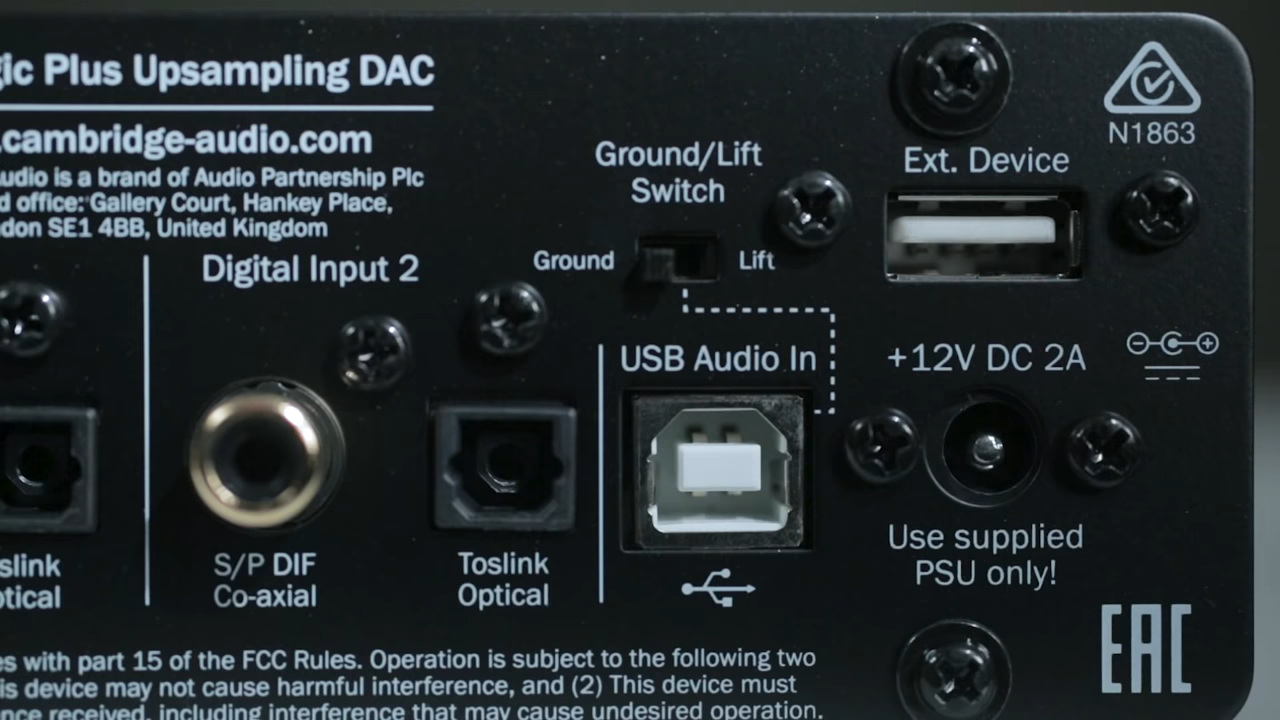 gic Plus Upsampling DAC
.cambridge-audio.com
udio is a brand of Audio Partnership Plc
d office: Gallery Court, Hankey Place,
don SE1 4BB, United Kingdom
Digital Input 2
Ground/Lift
Switch
Ground
Lift
Ext. Device
N1863
USB Audio In
+12V DC 2A
slink
ptical
S/P DIF
Co-axial
Toslink
Optical
Use supplied
PSU only!
EAC
es with part 15 of the FCC Rules. Operation is subject to the following two
is device may not cause harmful interference, and (2) This device must
nce received, including interference that may cause undesired operation.